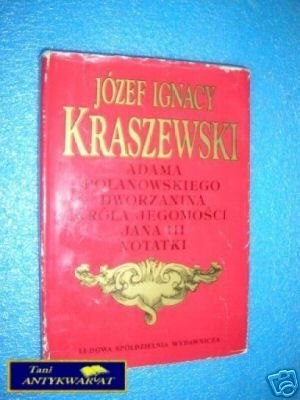 JÓZEF IGNACY
KRASZEWSKI
ADAMA
POLANOWSKIEGO
DWORZANINA
KRÓLA JEGOMOŚCI
JANA III
NOTATKI
LUDOWA SPÓŁDZIELNIA WYDAWNICZA
Tani
ANTYKWARIAT